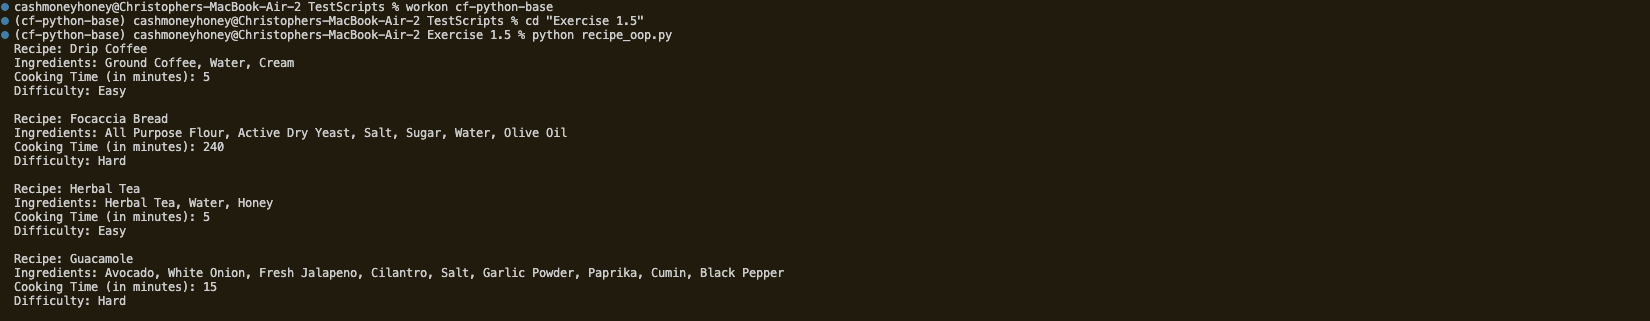 cashmoneyhoney@Christophers-MacBook-Air-2 TestScripts % workon cf-python-base
(cf-python-base) cashmoneyhoney@Christophers-MacBook-Air-2 TestScripts % cd "Exercise 1.5"
(cf-python-base) cashmoneyhoney@Christophers-MacBook-Air-2 Exercise 1.5 % python recipe_oop.py
Recipe: Drip Coffee
Ingredients: Ground Coffee, Water, Cream
Cooking Time (in minutes): 5
Difficulty: Easy
Recipe: Focaccia Bread
Ingredients: All Purpose Flour, Active Dry Yeast, Salt, Sugar, Water, Olive Oil
Cooking Time (in minutes): 240
Difficulty: Hard
Recipe: Herbal Tea
Ingredients: Herbal Tea, Water, Honey
Cooking Time (in minutes): 5
Difficulty: Easy
Recipe: Guacamole
Ingredients: Avocado, White Onion, Fresh Jalapeno, Cilantro, Salt, Garlic Powder, Paprika, Cumin, Black Pepper
Cooking Time (in minutes): 15
Difficulty: Hard